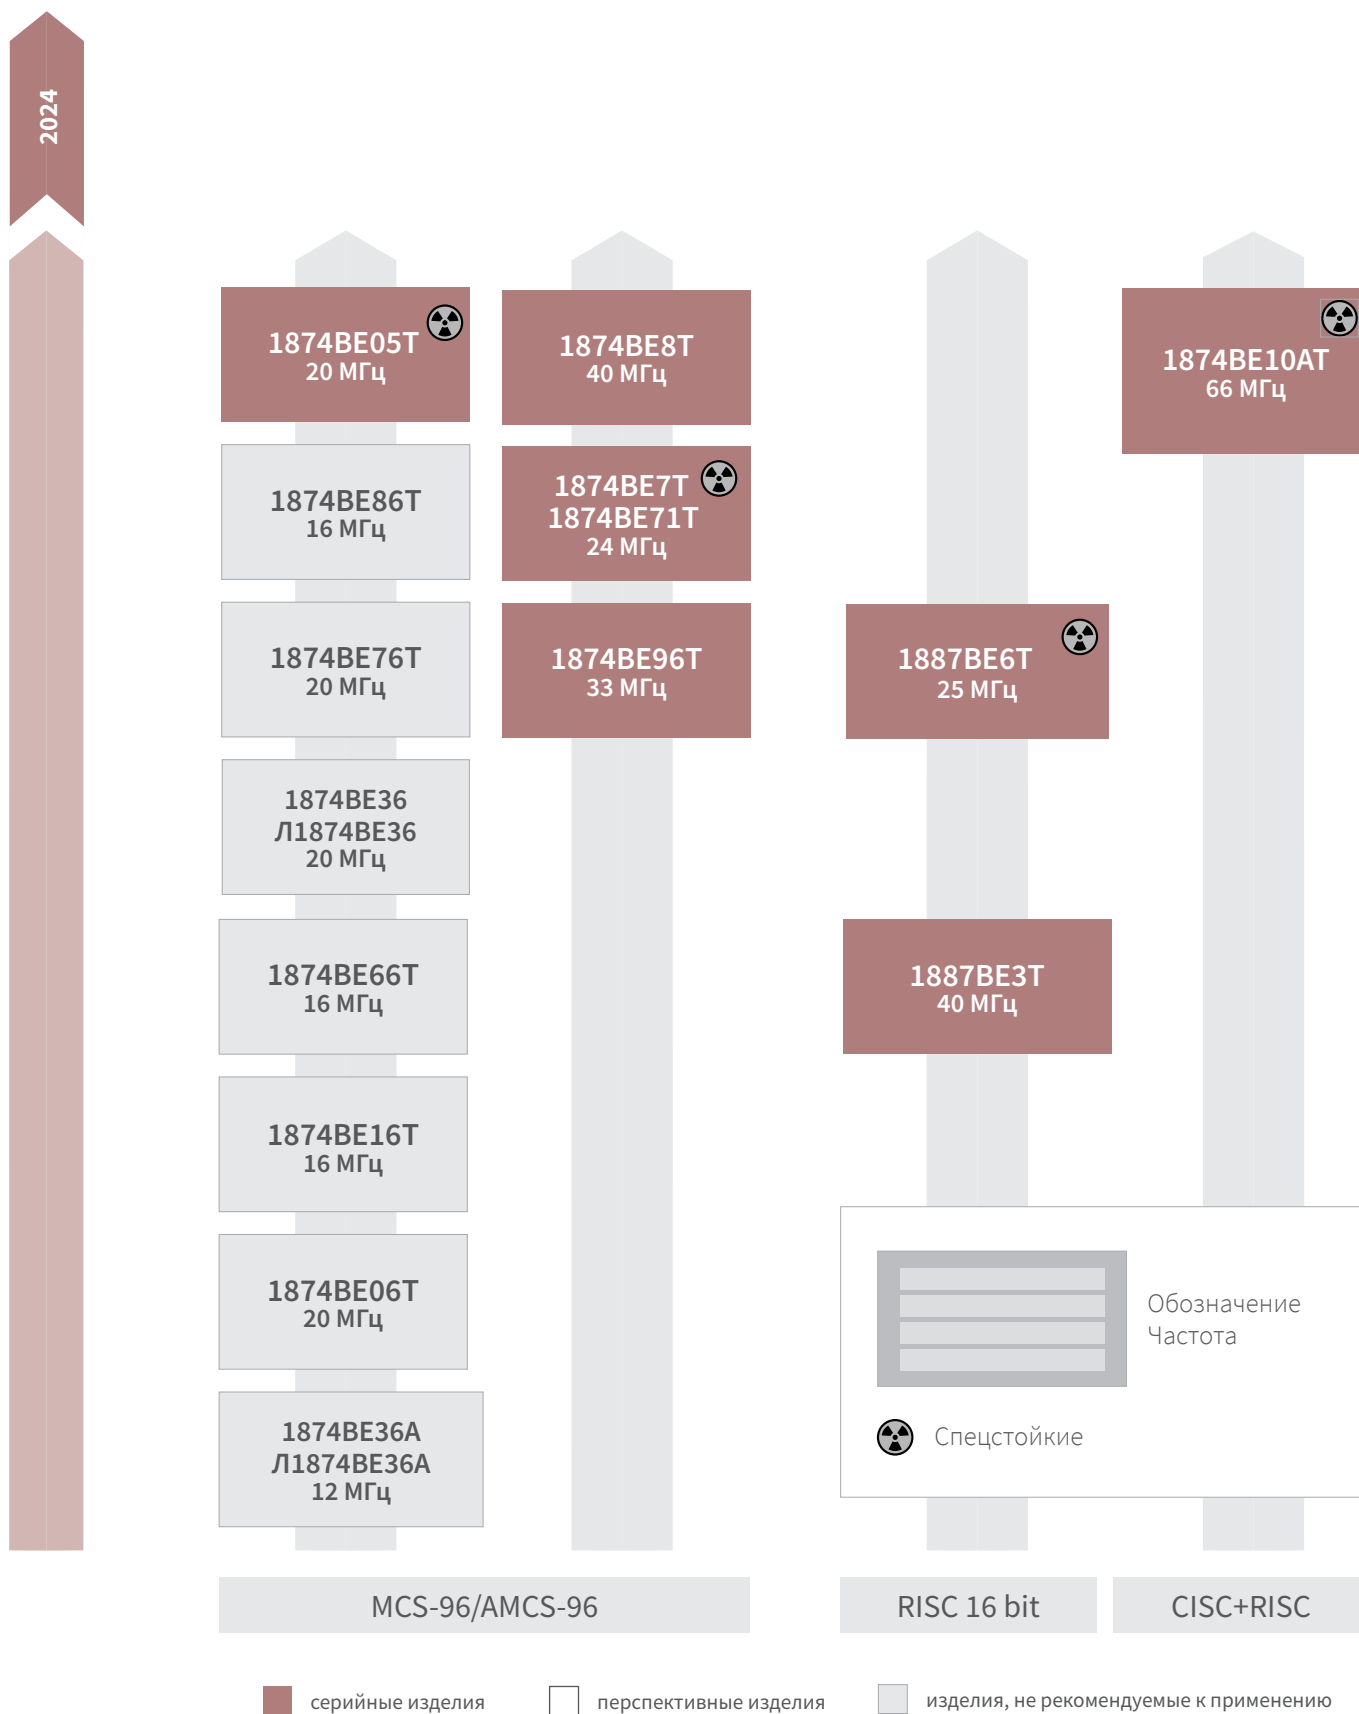 2024
1874ВЕ05Т
20 МГц
1874ВЕ86Т
16 МГц
1874ВЕ76Т
20 МГц
1874ВЕ36
Л1874ВЕ36
20 МГц
1874ВЕ66Т
16 МГц
1874ВЕ16Т
16 МГц
1874ВЕ06Т
20 МГц
1874ВЕ36А
Л1874ВЕ36А
12 МГц
1874ВЕ8Т
40 МГц
1874ВЕ7Т
1874ВЕ71Т
24 МГц
1874ВЕ96Т
33 МГц
1887ВЕ6Т
25 МГц
1887ВЕ3Т
40 МГц
1874ВЕ10АТ
66 МГц
Обозначение
Частота
Спецстойкие
MCS-96/AMCS-96
RISC 16 bit
CISC+RISC
серийные изделия
перспективные изделия
изделия, не рекомендуемые к применению